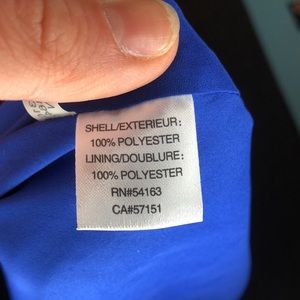 SHELL/EXTERIEUR:
100% POLYESTER
LINING/DOUBLURE:
100% POLYESTER
RN#54163
CA#57151